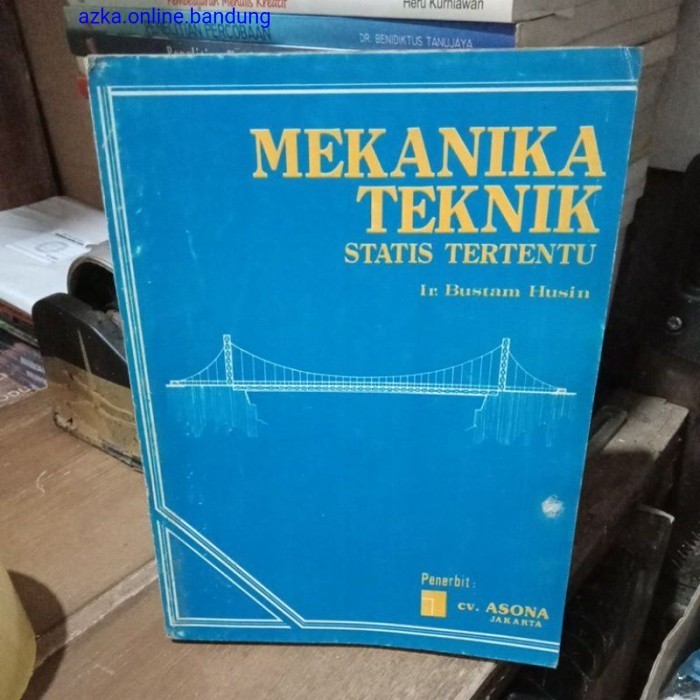 Heru Kurniawan
azka.online.bandung
DR. BENIDIKTUS TANUJAYA
MEKANIKA
TEKNIK
STATIS TERTENTU
Ir. Bustam Husin
Penerbit :
cv. ASONA
JAKARTA